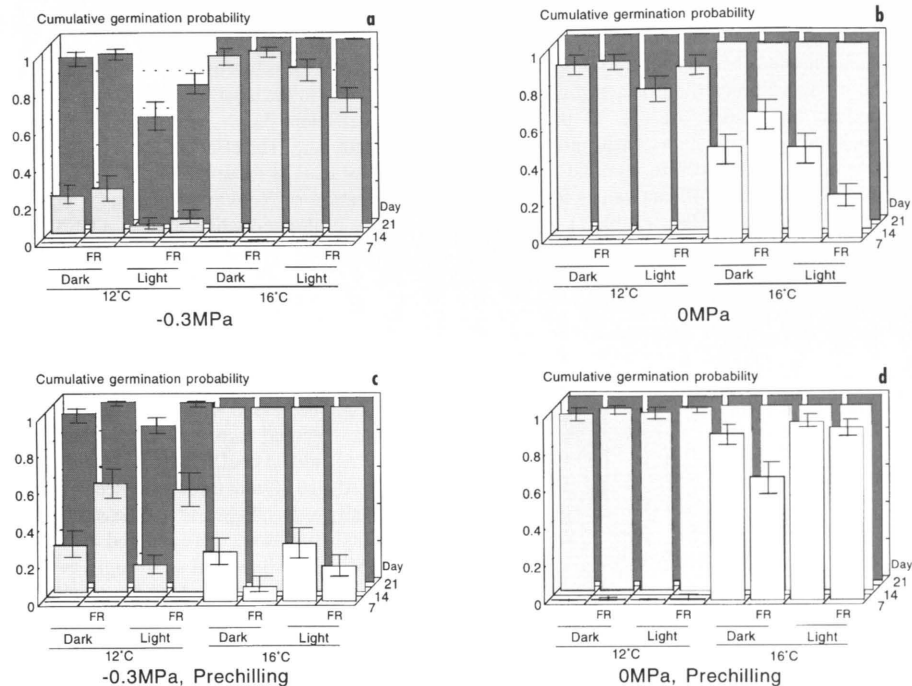 Cumulative germination probability
a
1
0.8
0.6
0.4
0.2
0
Day
21
14
7
FR FR FR FR
Dark Light Dark Light
12°C 16°C
-0.3MPa
Cumulative germination probability
b
1
0.8
0.6
0.4
0.2
0
Day
21
14
7
FR FR FR FR
Dark Light Dark Light
12°C 16°C
0MPa
Cumulative germination probability
c
1
0.8
0.6
0.4
0.2
0
Day
21
14
7
FR FR FR FR
Dark Light Dark Light
12°C 16°C
-0.3MPa, Prechilling
Cumulative germination probability
d
1
0.8
0.6
0.4
0.2
0
Day
21
14
7
FR FR FR FR
Dark Light Dark Light
12°C 16°C
0MPa, Prechilling